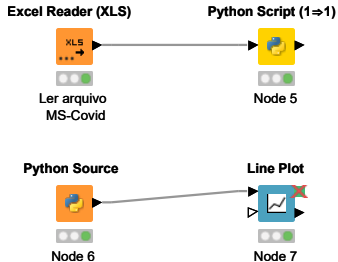 Excel Reader (XLS)
Python Script (1⇒1)
XLS
Ler arquivo
MS-Covid
Node 5
Python Source
Line Plot
Node 6
Node 7